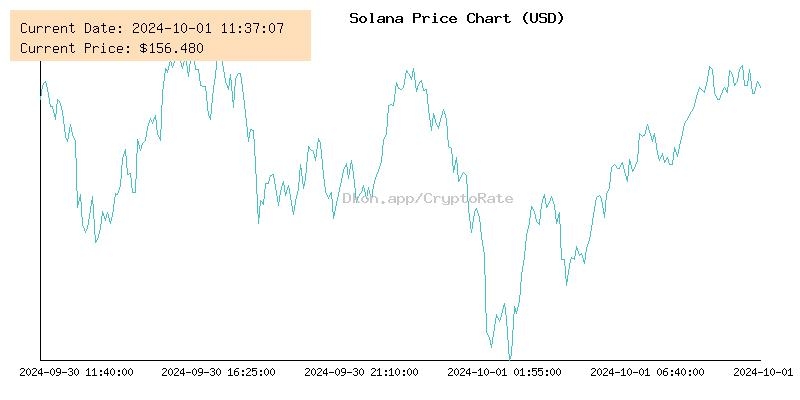 Solana Price Chart (USD)
Current Date: 2024-10-01 11:37:07
Current Price: $156.480
Dkon.app/CryptoRate
2024-09-30 11:40:00 2024-09-30 16:25:00 2024-09-30 21:10:00 2024-10-01 01:55:00 2024-10-01 06:40:00 2024-10-01